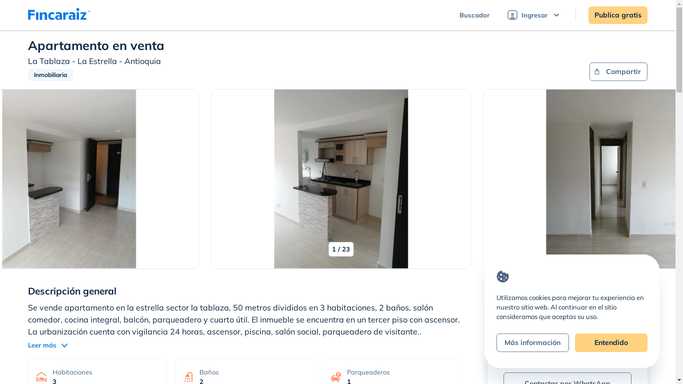 Fincaraiz
Buscador
Ingresar
Publica gratis
Apartamento en venta
La Tablaza - La Estrella - Antioquia
Inmobiliaria
Compartir
1 / 23
Descripción general
Se vende apartamento en la estrella sector la tablaza, 50 metros divididos en 3 habitaciones, 2 baños, salón
comedor, cocina integral, balcón, parqueadero y cuarto útil. El inmueble se encuentra en un tercer piso con ascensor.
La urbanización cuenta con vigilancia 24 horas, ascensor, piscina, salón social, parqueadero de visitante..
Leer más
Habitaciones
3
Baños
2
Parqueaderos
1
Utilizamos cookies para mejorar tu experiencia en
nuestro sitio web. Al continuar en el sitio
consideramos que aceptas su uso.
Más información
Entendido
Contactar por WhatsApp